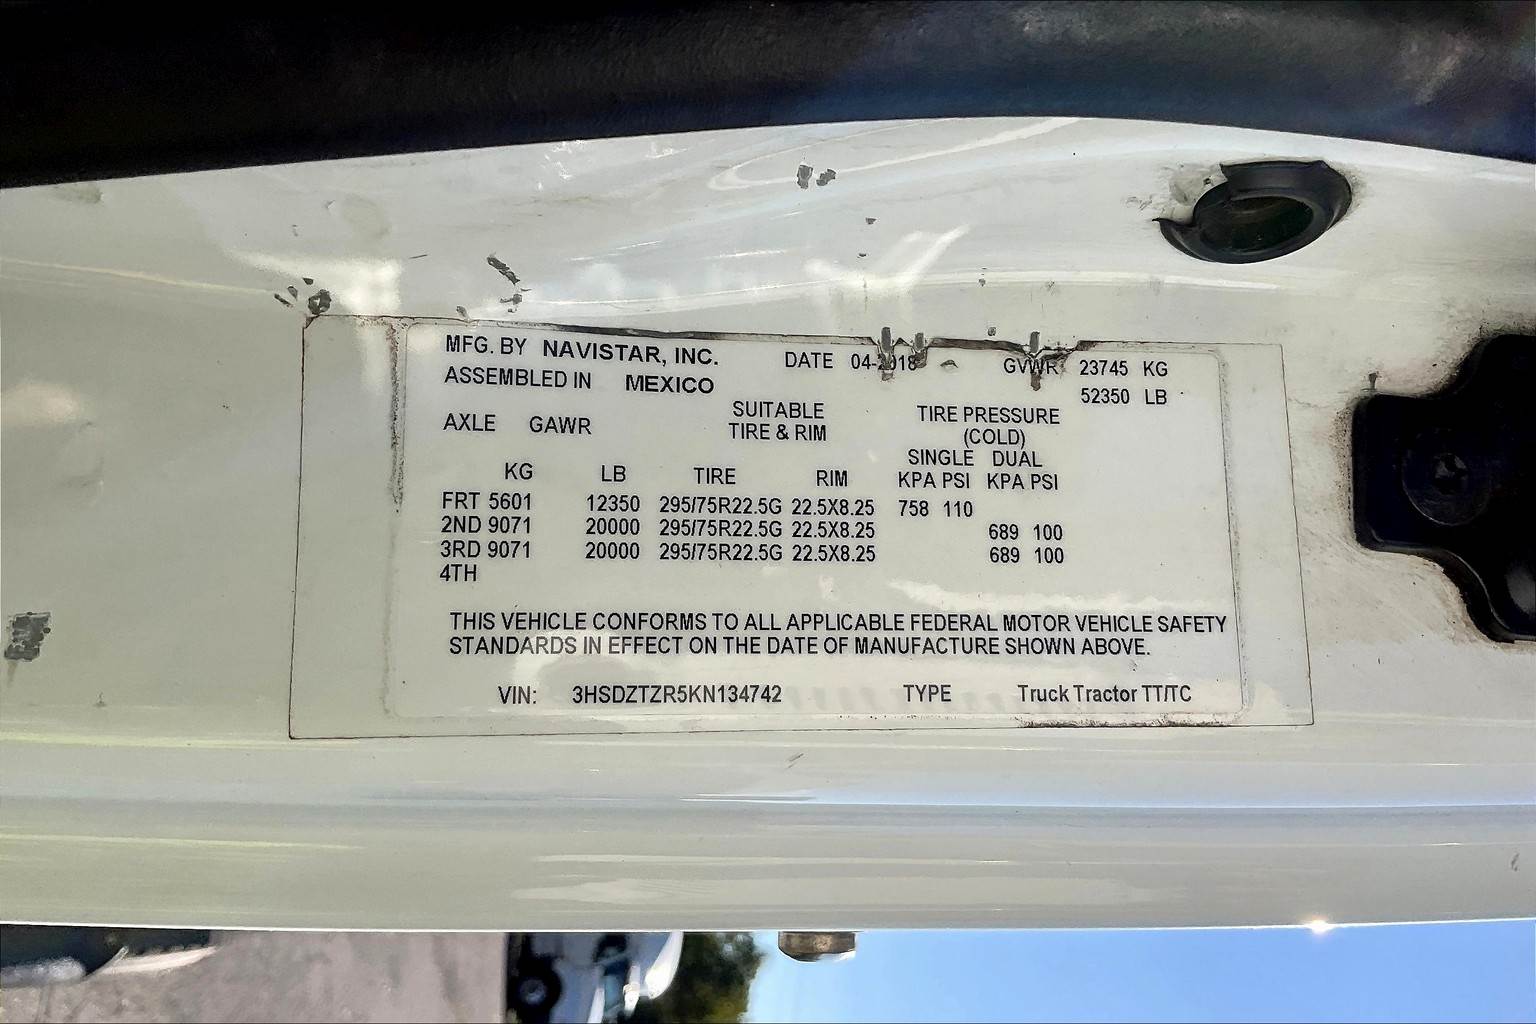 MFG. BY NAVISTAR, INC. DATE 04-2018 GVWR 23745 KG
ASSEMBLED IN MEXICO 52350 LB
AXLE GAWR SUITABLE TIRE PRESSURE
TIRE & RIM (COLD)
SINGLE DUAL
KG LB TIRE RIM KPA PSI KPA PSI
FRT 5601 12350 295/75R22.5G 22.5X8.25 758 110
2ND 9071 20000 295/75R22.5G 22.5X8.25 689 100
3RD 9071 20000 295/75R22.5G 22.5X8.25 689 100
4TH
THIS VEHICLE CONFORMS TO ALL APPLICABLE FEDERAL MOTOR VEHICLE SAFETY
STANDARDS IN EFFECT ON THE DATE OF MANUFACTURE SHOWN ABOVE.
VIN: 3HSDZTZR5KN134742 TYPE Truck Tractor TT/TC